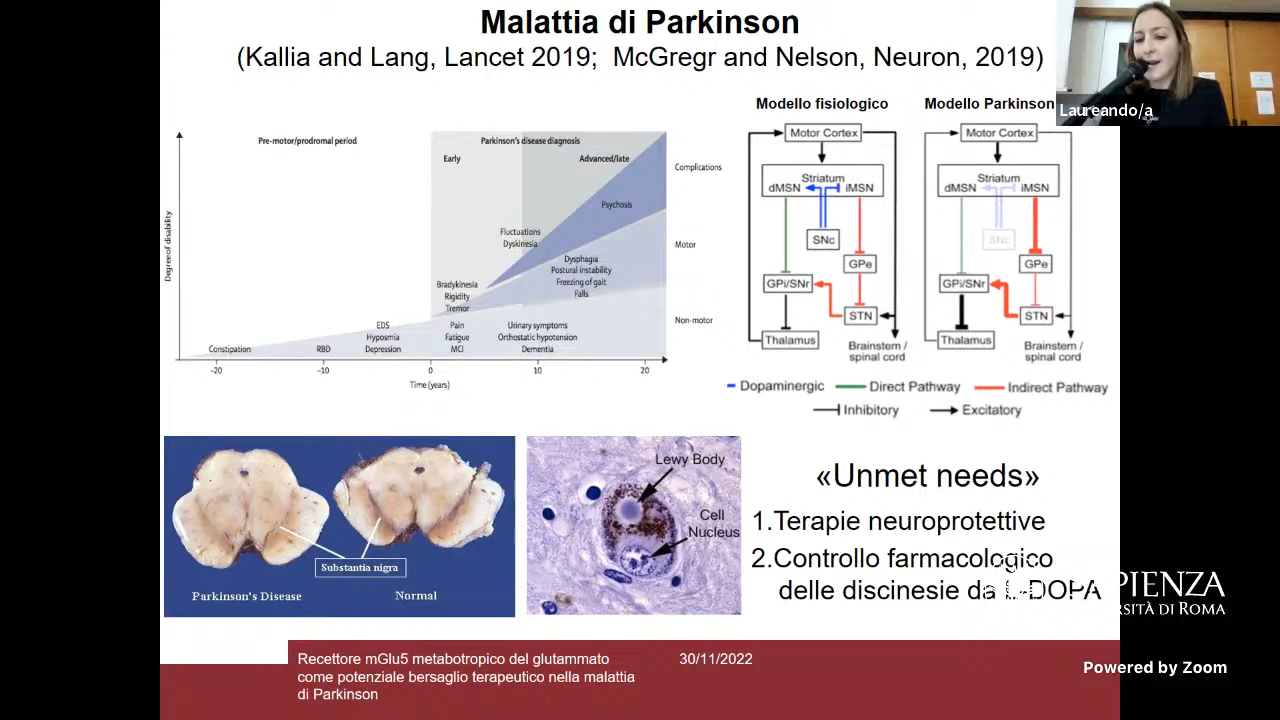 Malattia di Parkinson
(Kallia and Lang, Lancet 2019; McGregr and Nelson, Neuron, 2019)
Laureando/a
Pre-motor/prodromal period
Parkinson's disease diagnosis
Early
Advanced/late
Complications
Psychosis
Fluctuations
Dyskinesia
Motor
Dysphagia
Postural instability
Freezing of gait
Falls
Bradykinesia
Rigidity
Tremor
Non-motor
EDS
Hyposmia
Depression
Pain
Fatigue
MCI
Urinary symptoms
Orthostatic hypotension
Dementia
Constipation
RBD
Degree of disability
−20
−10
0
10
20
Time (years)
Modello fisiologico
Motor Cortex
Striatum
dMSN
iMSN
SNc
GPe
GPi/SNr
STN
Thalamus
Brainstem /
spinal cord
Modello Parkinson
Motor Cortex
Striatum
dMSN
iMSN
SNc
GPe
GPi/SNr
STN
Thalamus
Brainstem /
spinal cord
Dopaminergic
Direct Pathway
Indirect Pathway
Inhibitory
Excitatory
Substantia nigra
Parkinson's Disease
Normal
Lewy Body
Cell
Nucleus
«Unmet needs»
1.Terapie neuroprotettive
2.Controllo farmacologico
delle discinesie da DOPA
PIENZA
RSITÀ DI ROMA
Recettore mGlu5 metabotropico del glutammato
come potenziale bersaglio terapeutico nella malattia
di Parkinson
30/11/2022
Powered by Zoom